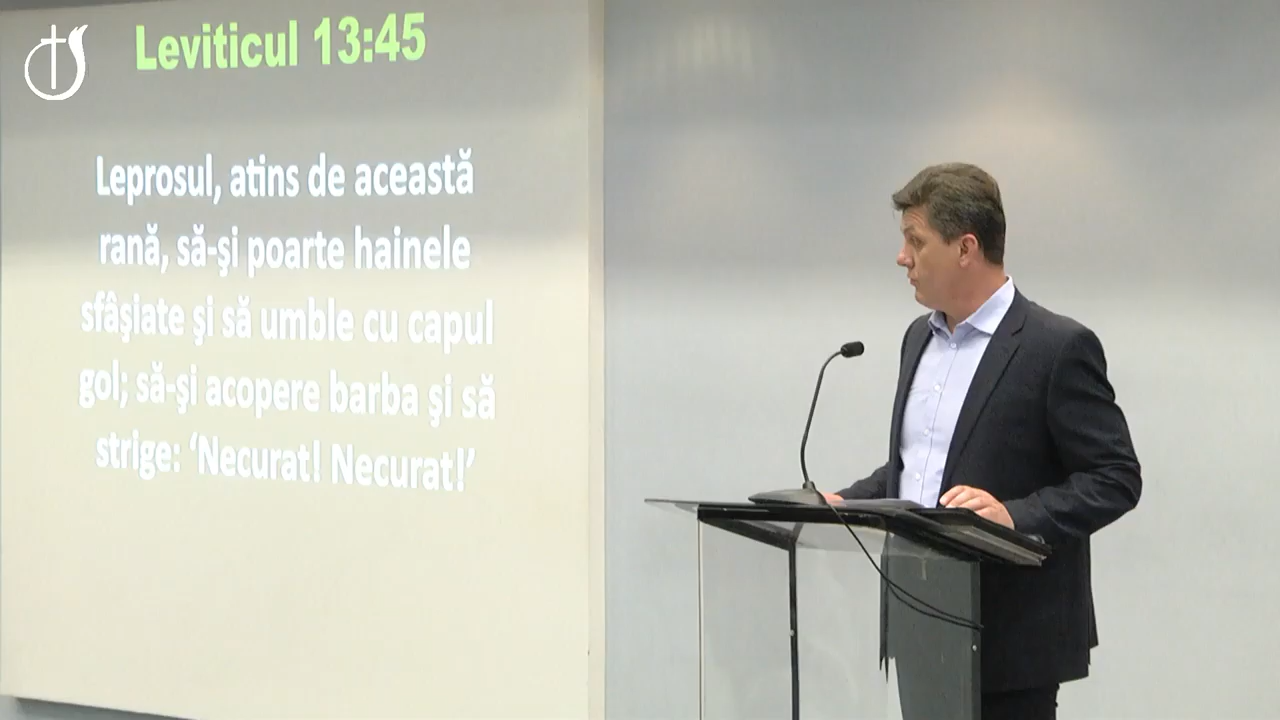 Leviticul 13:45
Leprosul, atins de această
rană, să-şi poarte hainele
sfâşiate şi să umble cu capul
gol; să-şi acopere barba şi să
strige: ‘Necurat! Necurat!’